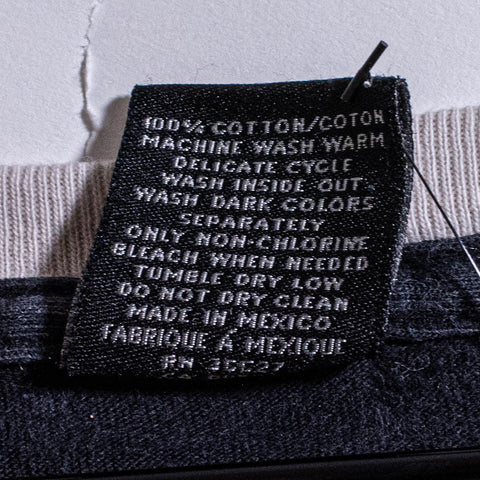 100% COTTON/COTON
MACHINE WASH WARM
DELICATE CYCLE
WASH INSIDE OUT
WASH DARK COLORS
SEPARATELY
ONLY NON-CHLORINE
BLEACH WHEN NEEDED
TUMBLE DRY LOW
DO NOT DRY CLEAN
MADE IN MEXICO
FABRIQUE À MEXIQUE
RN